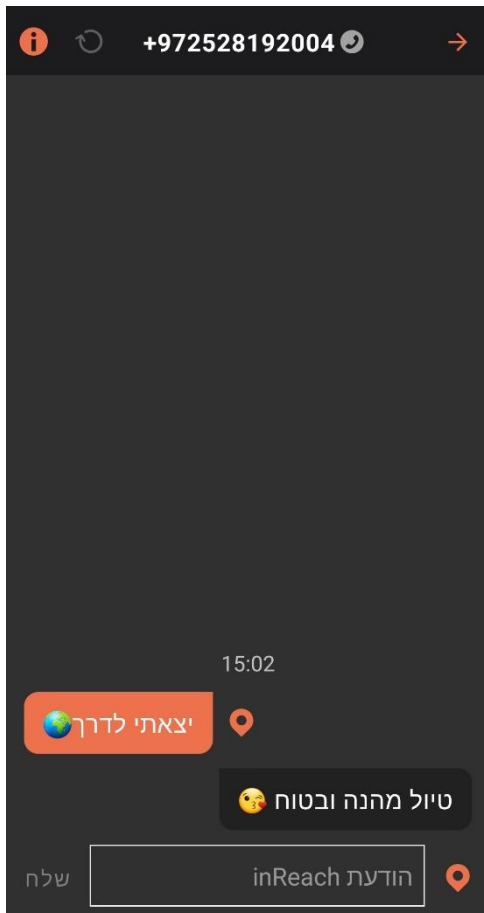 +972528192004
15:02
יצאתי לדרך🌍
טיול מהנה ובטוח 😘
הודעת inReach
שלח